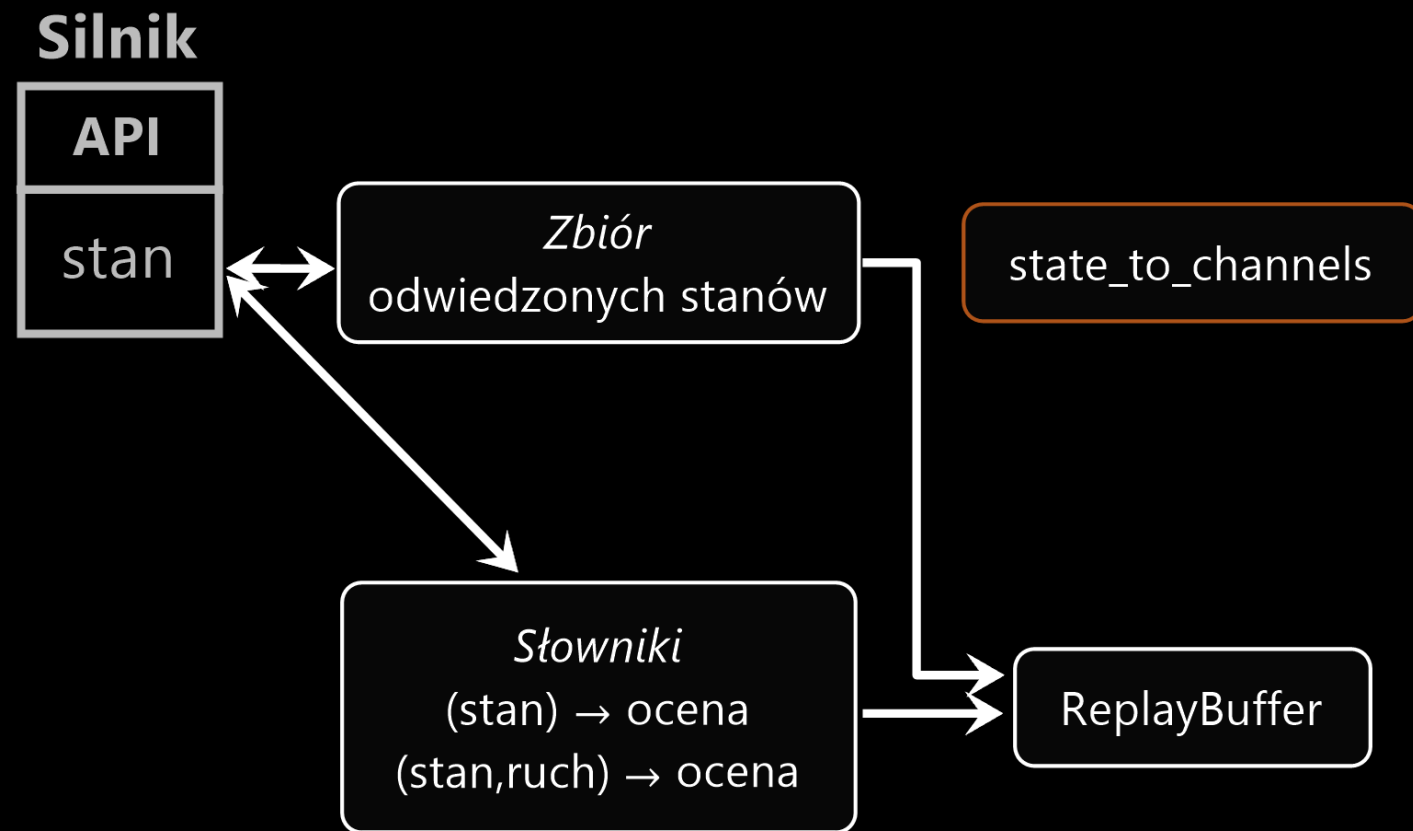 Silnik
API
stan
Zbiór
odwiedzonych stanów
state_to_channels
Słowniki
(stan) → ocena
(stan,ruch) → ocena
ReplayBuffer